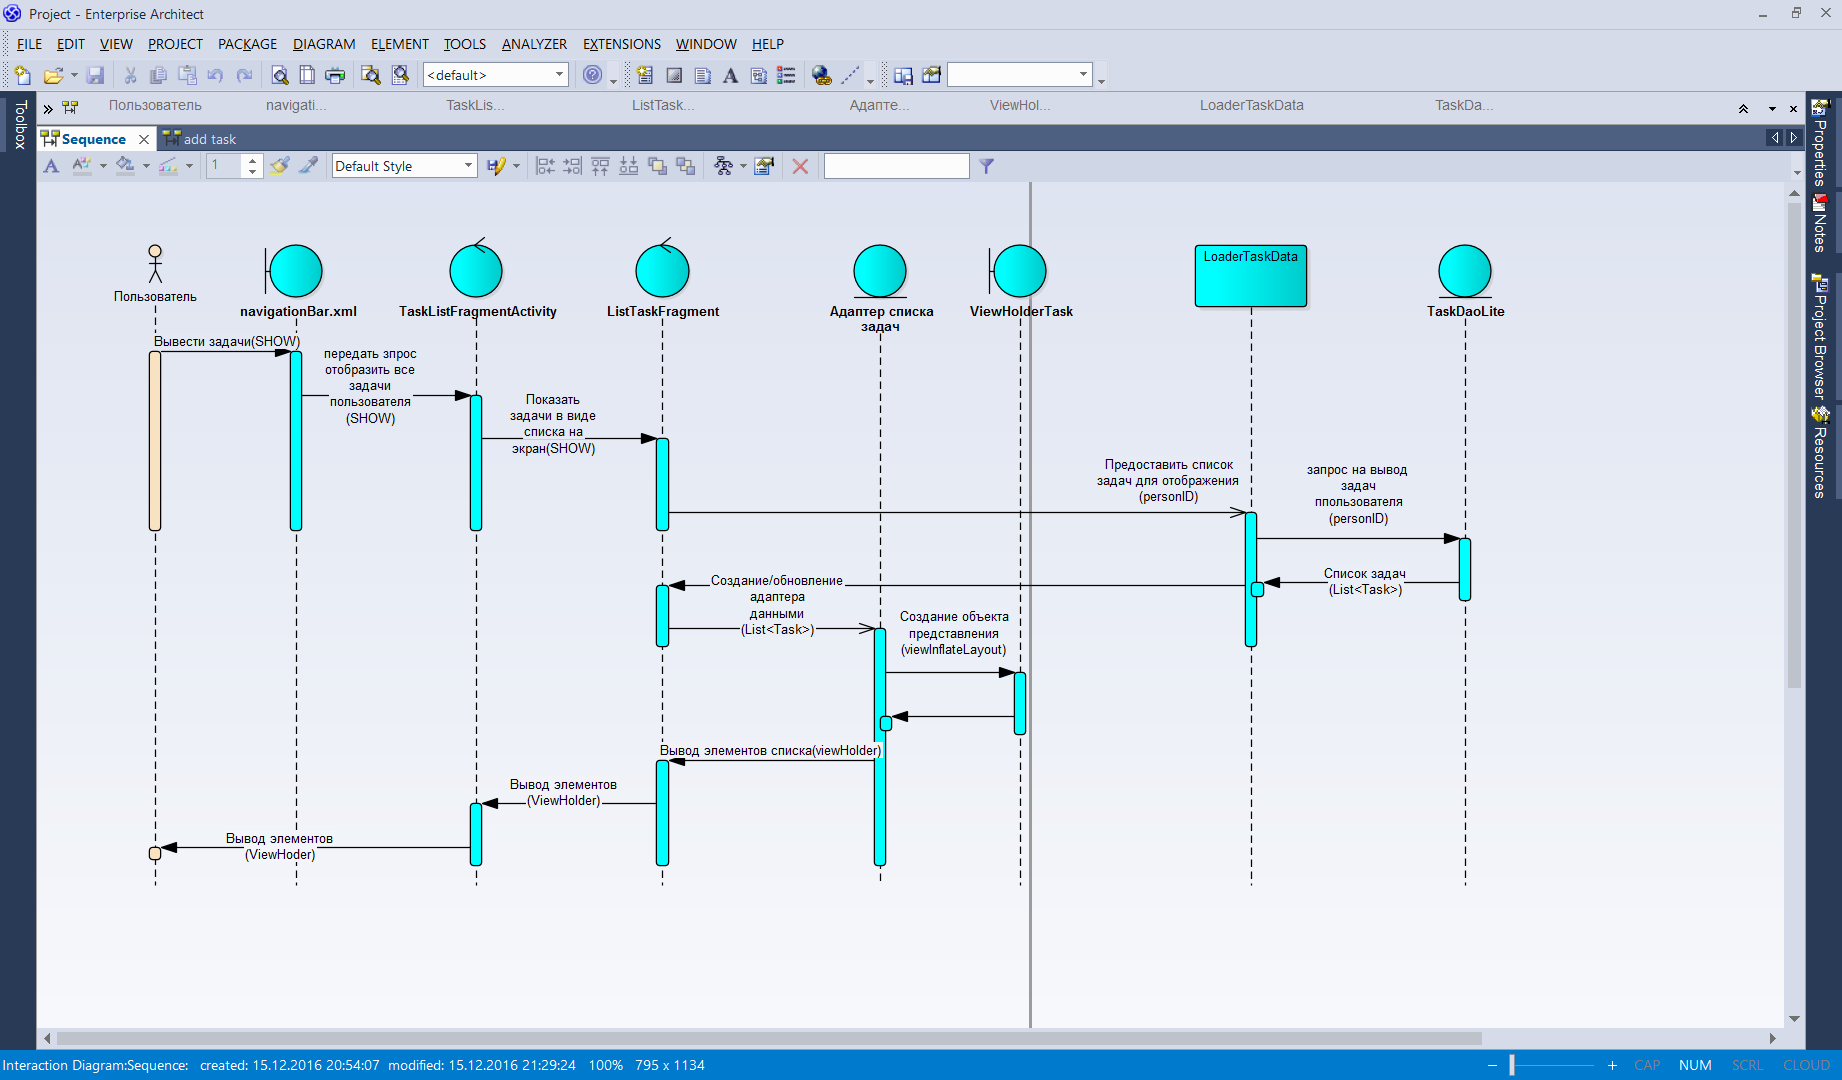 Project - Enterprise Architect
FILE EDIT VIEW PROJECT PACKAGE DIAGRAM ELEMENT TOOLS ANALYZER EXTENSIONS WINDOW HELP
<default>
Toolbox
Пользователь navigati... TaskLis... ListTask... Адапте... ViewHol... LoaderTaskData TaskDa...
Sequence add task
1 Default Style
Properties
Notes
Project Browser
Resources
LoaderTaskData
Пользователь
navigationBar.xml
TaskListFragmentActivity
ListTaskFragment
Адаптер списка
задач
ViewHolderTask
TaskDaoLite
Вывести задачи(SHOW)
передать зпрос
отобразить все
задачи
пользователя
(SHOW)
Показать
задачи в виде
списка на
экран(SHOW)
Предоставить список
задач для отображения
(personID)
запрос на вывод
задач
ппользователя
(personID)
Список задач
(List<Task>)
Создание/обновление
адаптера
данными
(List<Task>)
Создание объекта
представления
(viewInflateLayout)
Вывод элементов списка(viewHolder)
Вывод элементов
(ViewHolder)
Вывод элементов
(ViewHoder)
Interaction Diagram:Sequence: created: 15.12.2016 20:54:07 modified: 15.12.2016 21:29:24 100% 795 x 1134
CAP NUM SCRL CLOUD